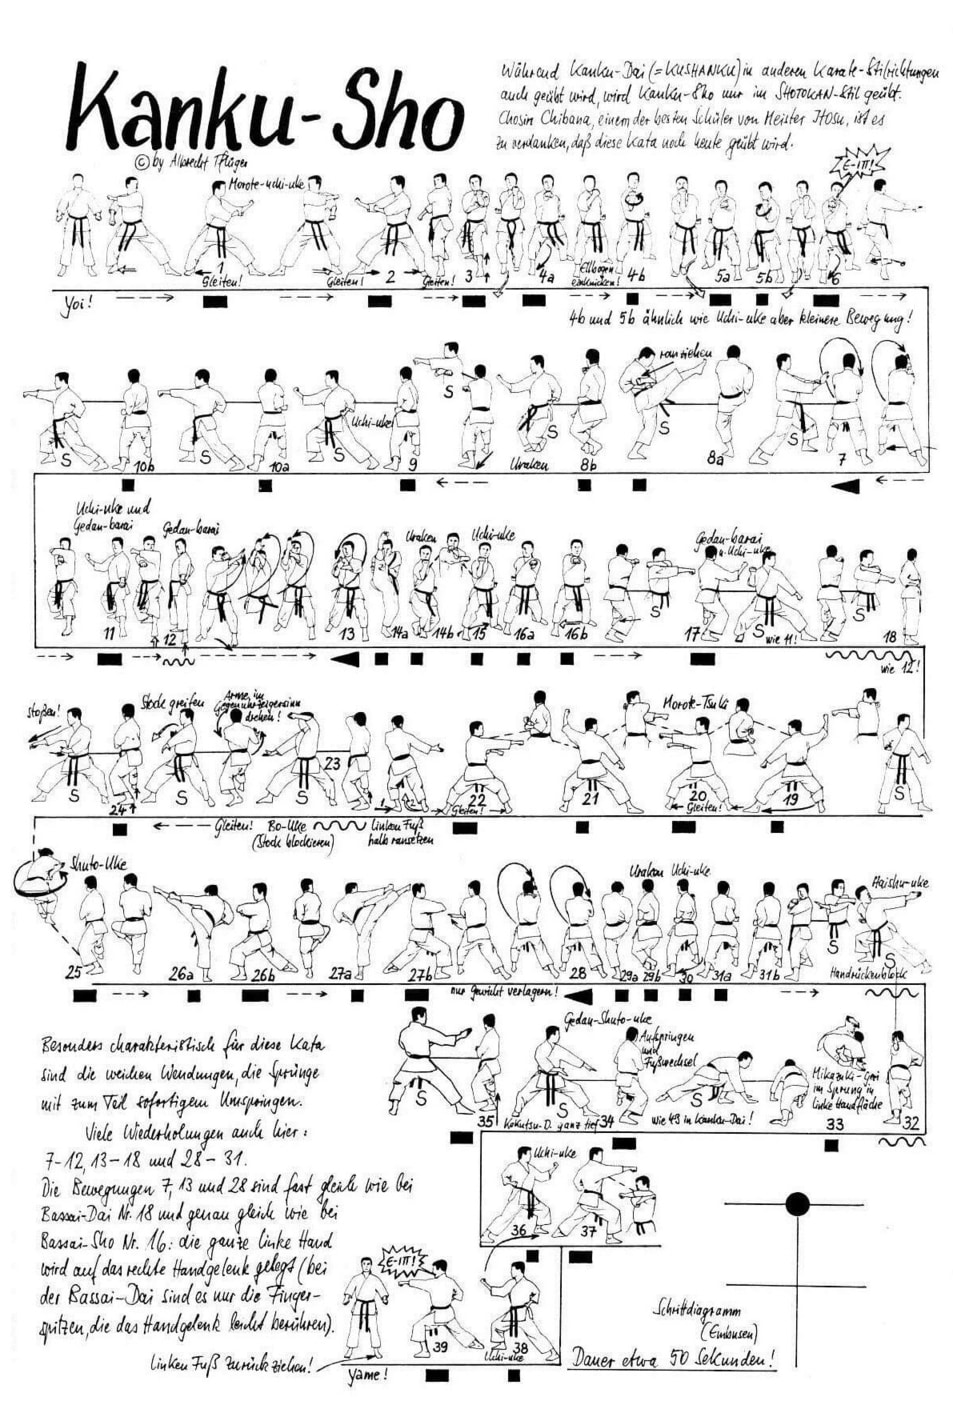 Kanku-Sho
© by Albrecht Pflüger
Während Kanku-Dai (=KUSHANKU) in anderen Karate-Stilrichtungen
auch geübt wird, wird Kanku-Sho nur im SHOTOKAN-Stil geübt.
Chosin Chibana, einem der besten Schüler von Meister ITOSU, ist es
zu verdanken, daß diese Kata noch heute geübt wird.
E-IT!
Morote-uchi-uke
1
Gleiten!
Gleiten!
2
Gleiten!
3
4a
Ellbogen
einknicken!
4b
5a
5b
6
Yoi!
4b und 5b ähnlich wie Uchi-uke aber kleinere Bewegung!
ranziehen
S
S
S
Uchi-uke
S
S
S
S
10b
10a
9
Uraken
8b
8a
7
Uchi-uke und
Gedan-barai
Gedan-barai
Uraken
Uchi-uke
Gedan-barai
u. Uchi-uke
S
S
S
11
12
13
14a
14b
15
16a
16b
17
wie 11!
18
wie 12!
stoßen!
Stock greifen
Arme im
Gegenuhrzeigersinn
drehen!
Morote-Tsuki
23
S
S
S
S
24
22
Gleiten!
21
20
Gleiten!
19
Gleiten!
Bo-Uke
(Stock blockieren)
linken Fuß
halb ransetzen
Shuto-Uke
Uraken
Uchi-uke
Haishu-uke
S
S
25
26a
26b
27a
27b
28
29a
29b
30
31a
31b
Handrückenblock
nur Gewicht verlagern!
Gedan-Shuto-uke
Aufspringen
und
Fußwechsel
Mikazuki-Geri
im Sprung in
linke Handfläche
S
S
S
35
Kokutsu-D. ganz tief
34
wie 43 in Kanku-Dai!
33
32
Besonders charakteristisch für diese Kata
sind die weichen Wendungen, die Sprünge
mit zum Teil sofortigem Umspringen.
Viele Wiederholungen auch hier:
7-12, 13-18 und 28-31.
Die Bewegungen 7, 13 und 28 sind fast gleich wie bei
Bassai-Dai Nr. 18 und genau gleich wie bei
Bassai-Sho Nr. 16: die ganze linke Hand
wird auf das rechte Handgelenk gelegt (bei
der Bassai-Dai sind es nur die Finger-
spitzen, die das Handgelenk leicht berühren).
Uchi-uke
36
37
E-IT!
39
38
Uchi-uke
Linken Fuß zurückziehen!
Yame!
Schrittdiagramm
(Embusen)
Dauer etwa 50 Sekunden!